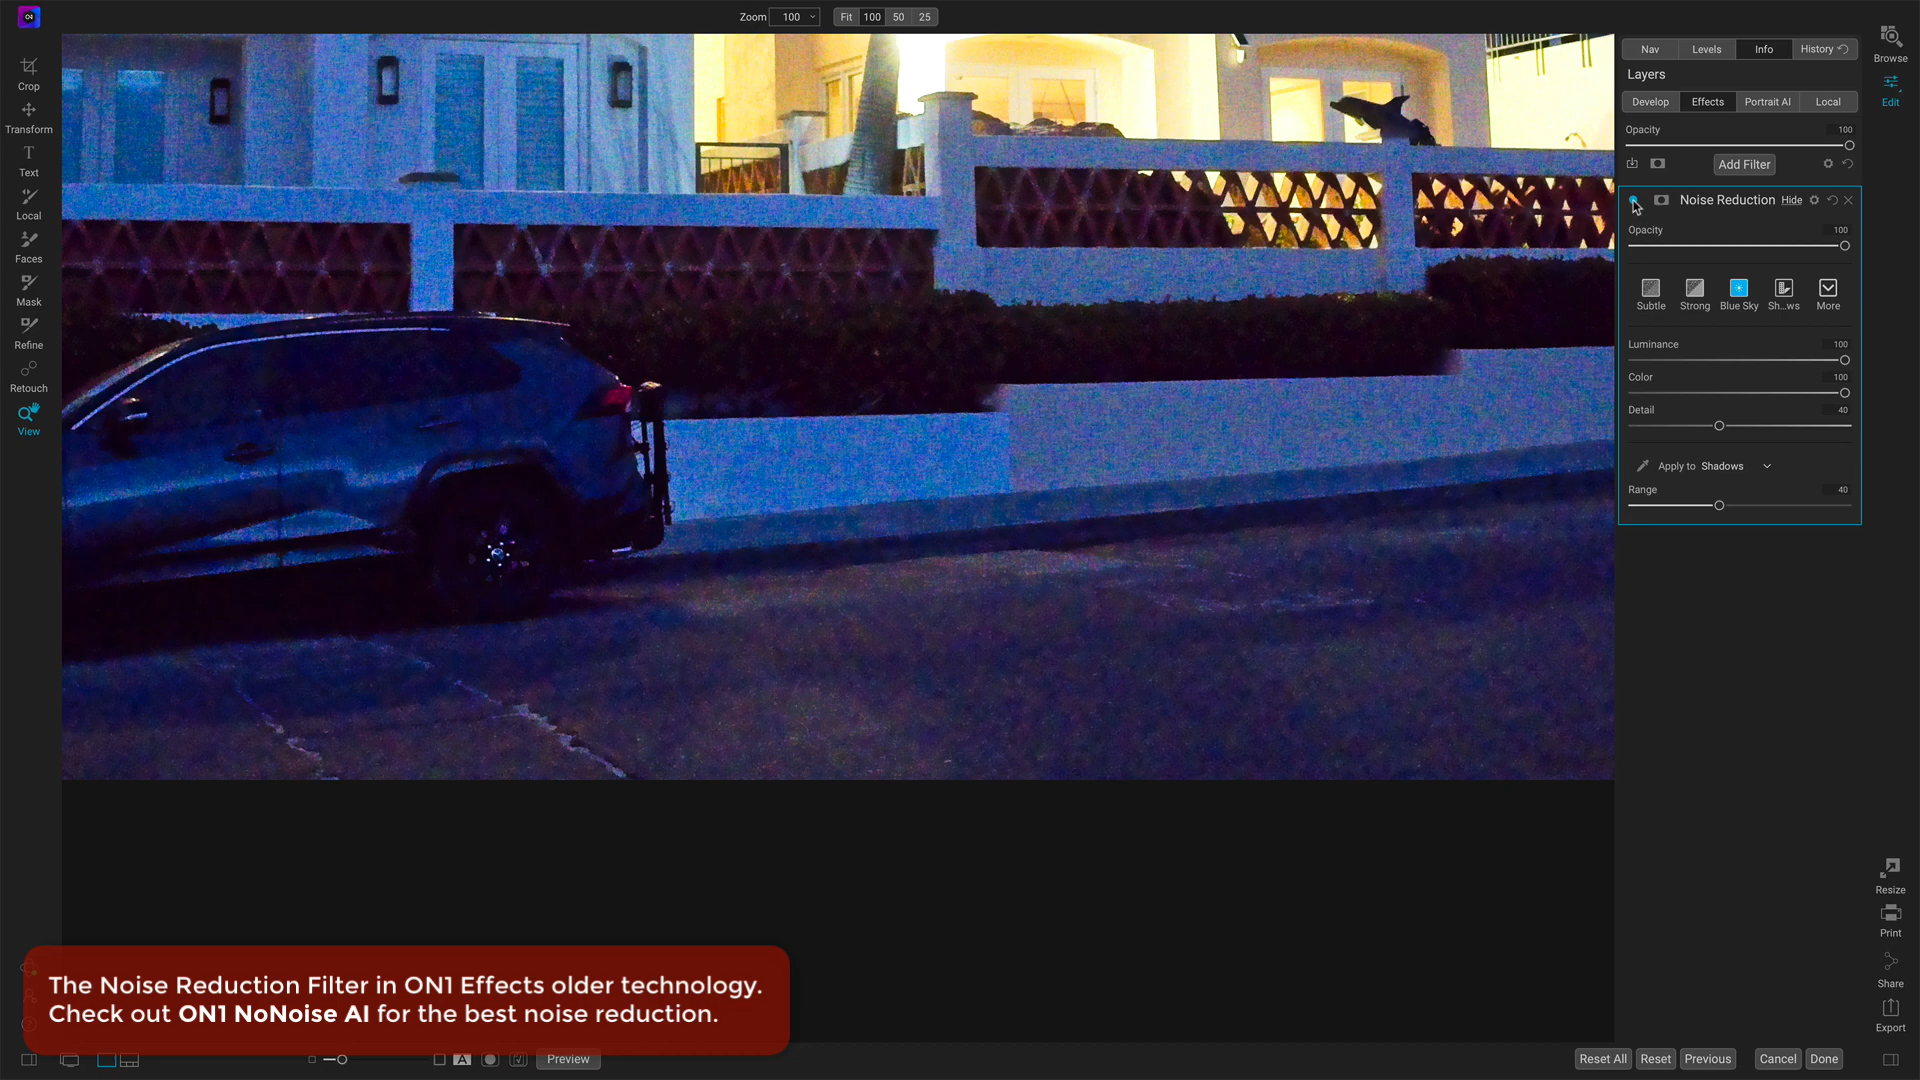 Zoom 100 Fit 100 50 25
Nav Levels Info History
Browse
Layers
Crop
Edit
Develop Effects Portrait AI Local
Transform
Opacity 100
Text
Add Filter
Noise Reduction Hide
Local
Opacity 100
Faces
Mask
Subtle Strong Blue Sky Sh...ws More
Refine
Luminance 100
Color 100
Retouch
Detail 40
View
Apply to Shadows
Range 40
Resize
Print
The Noise Reduction Filter in ON1 Effects older technology.
Check out ON1 NoNoise AI for the best noise reduction.
Share
Export
A Preview
Reset All Reset Previous Cancel Done